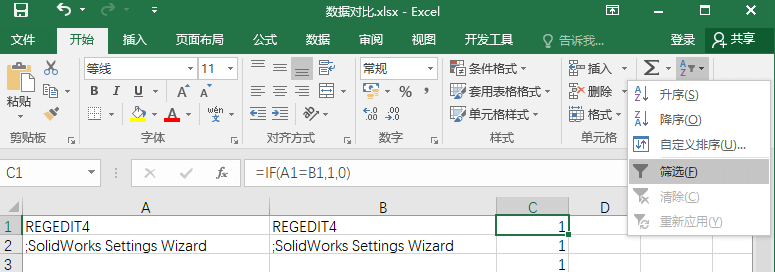 数据对比.xlsx - Excel
文件 开始 插入 页面布局 公式 数据 审阅 视图 开发工具 告诉我... 登录 共享
粘贴
等线 11
B I U A A wén
常规
% ,
条件格式
套用表格格式
单元格样式
插入
删除
格式
Σ
剪贴板 字体 对齐方式 数字 样式 单元格
升序(S)
降序(O)
自定义排序(U)...
筛选(F)
清除(C)
重新应用(Y)
C1 fx =IF(A1=B1,1,0)
A B C D
1 REGEDIT4 REGEDIT4 1
2 ;SolidWorks Settings Wizard ;SolidWorks Settings Wizard 1
3 1